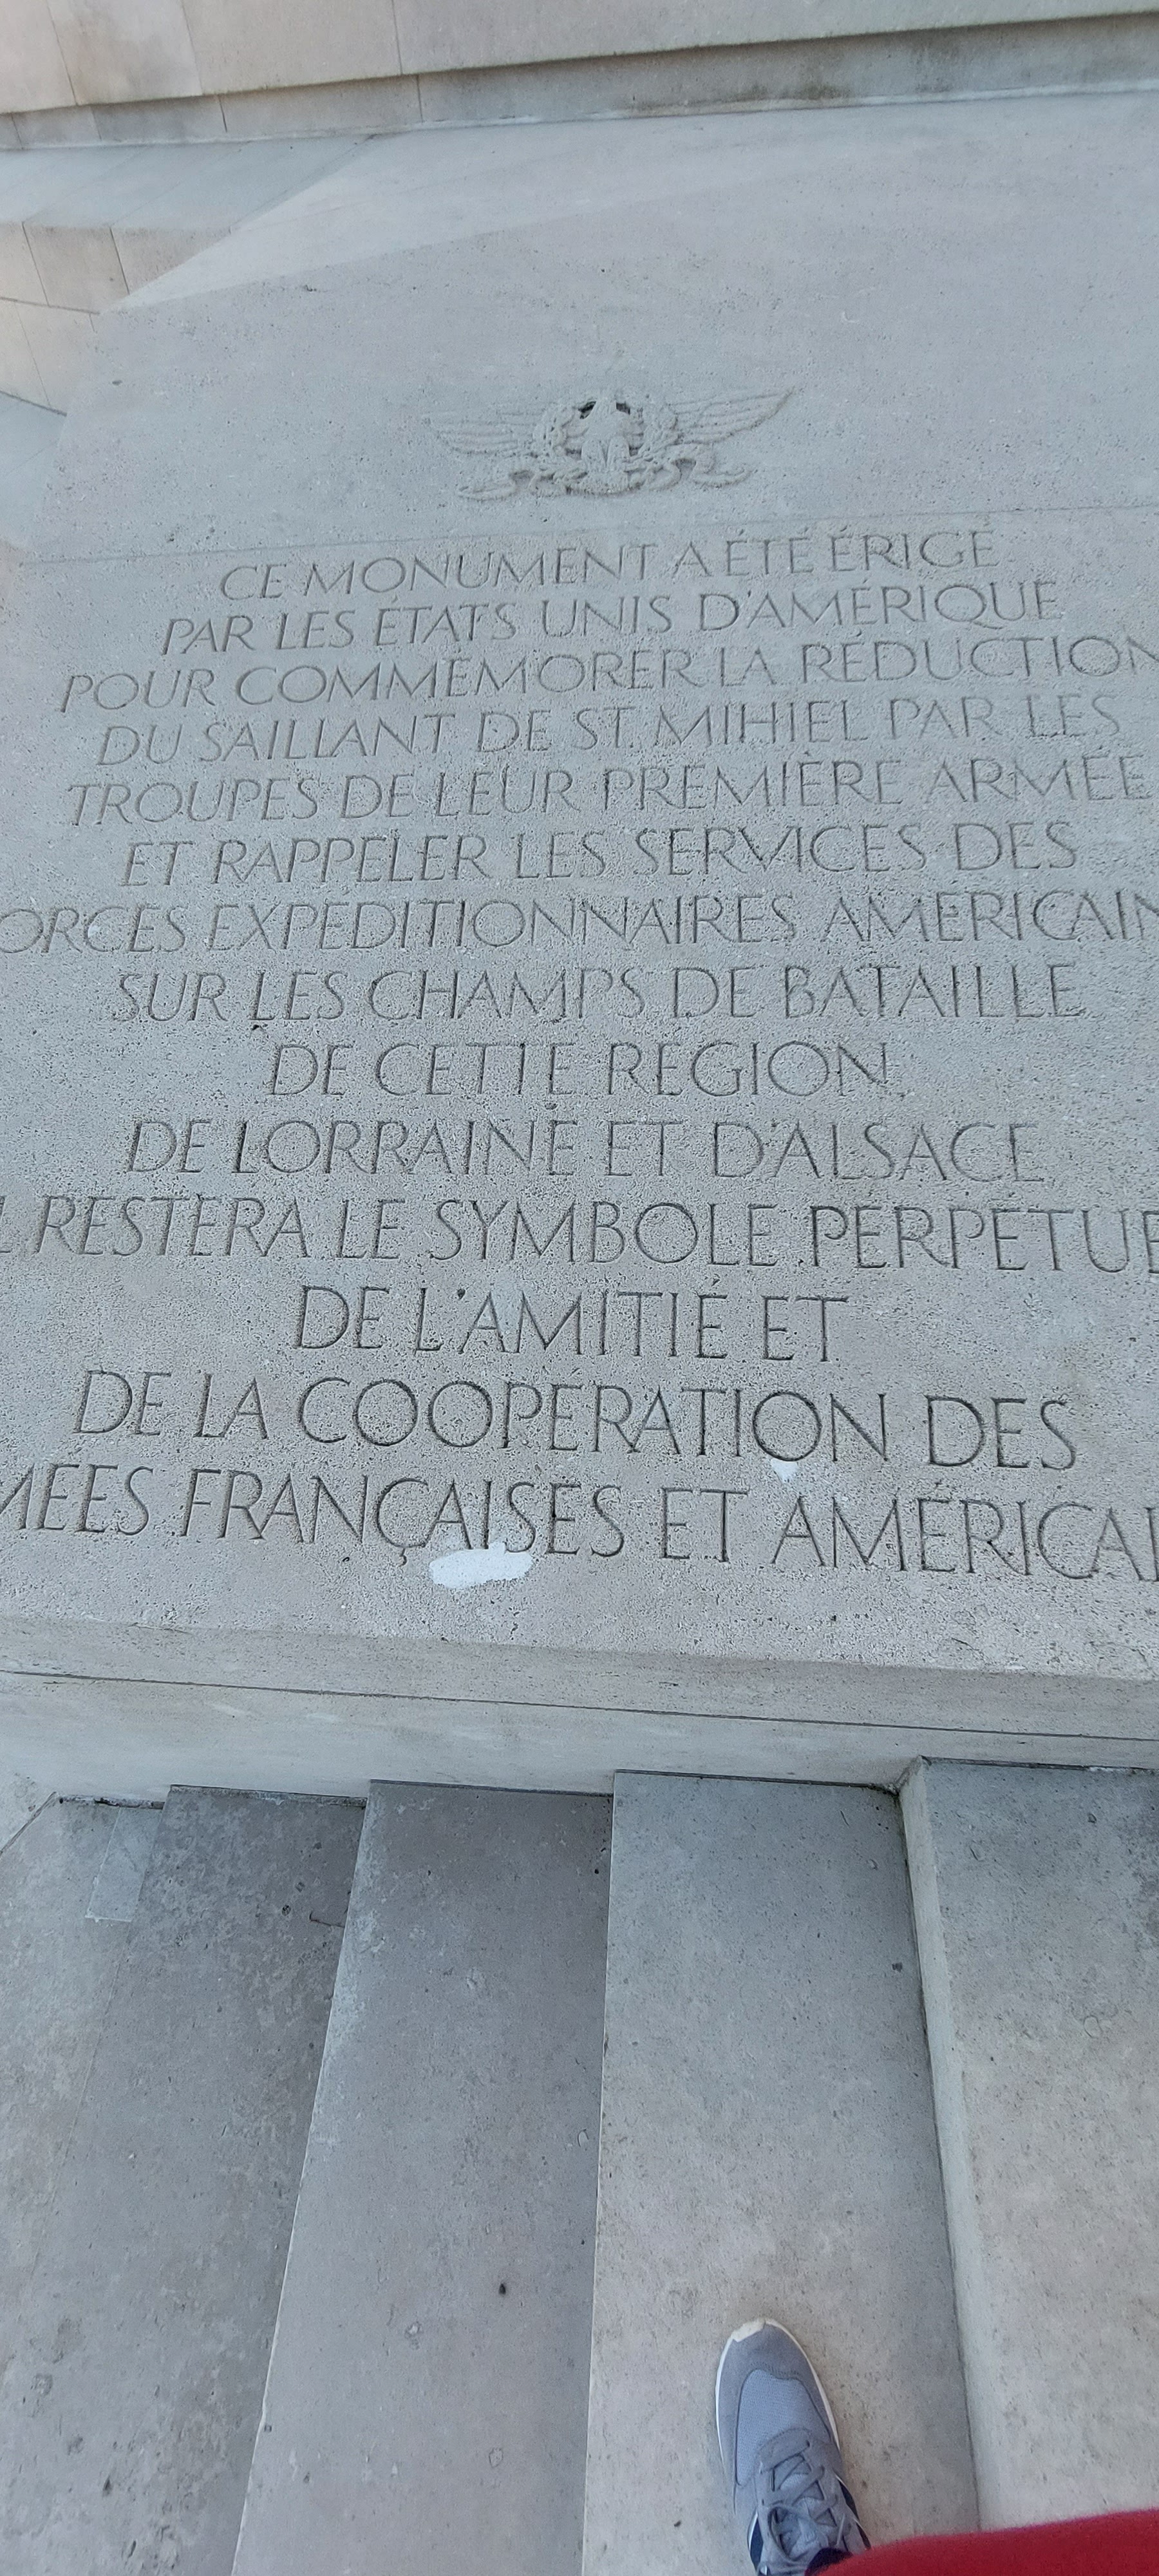 CE MONUMENT A ÉTÉ ÉRIGÉ
PAR LES ÉTATS UNIS D'AMÉRIQUE
POUR COMMÉMORER LA RÉDUCTION
DU SAILLANT DE ST. MIHIEL PAR LES
TROUPES DE LEUR PREMIÈRE ARMÉE
ET RAPPELER LES SERVICES DES
ORCES EXPEDITIONNAIRES AMERICAIN
SUR LES CHAMPS DE BATAILLE
DE CETTE REGION
DE LORRAINE ET D'ALSACE
L RESTERA LE SYMBOLE PERPETUE
DE L'AMITIÉ ET
DE LA COOPÉRATION DES
MÉES FRANÇAISES ET AMÉRICAI